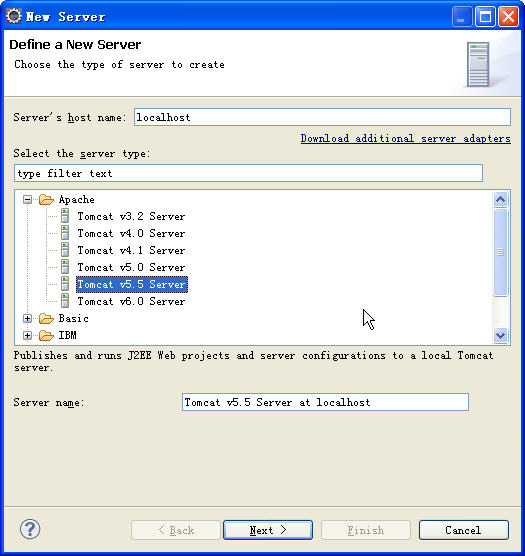 New Server
Define a New Server
Choose the type of server to create
Server's host name: localhost
Download additional server adapters
Select the server type:
type filter text
Apache
Tomcat v3.2 Server
Tomcat v4.0 Server
Tomcat v4.1 Server
Tomcat v5.0 Server
Tomcat v5.5 Server
Tomcat v6.0 Server
Basic
IBM
Publishes and runs J2EE Web projects and server configurations to a local Tomcat
server.
Server name: Tomcat v5.5 Server at localhost
? < Back Next > Finish Cancel